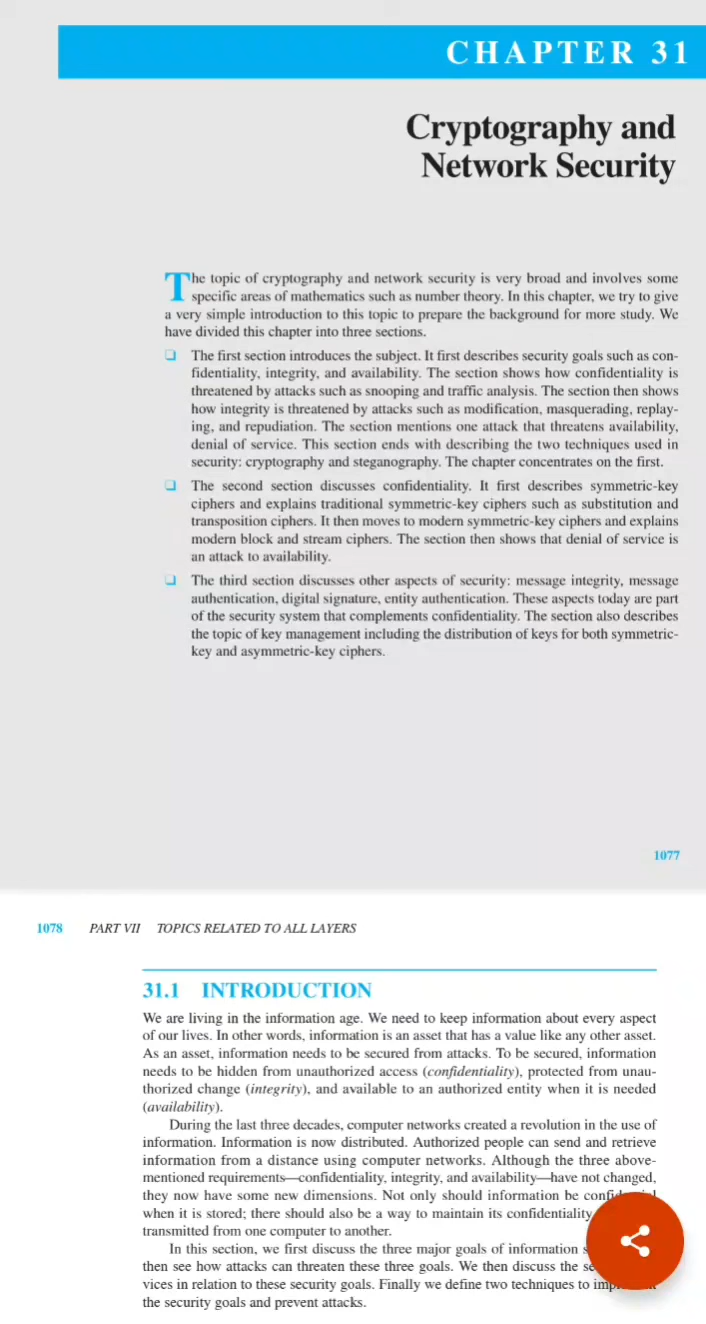 CHAPTER 31
Cryptography and
Network Security
The topic of cryptography and network security is very broad and involves some
specific areas of mathematics such as number theory. In this chapter, we try to give
a very simple introduction to this topic to prepare the background for more study. We
have divided this chapter into three sections.
❑ The first section introduces the subject. It first describes security goals such as con-
fidentiality, integrity, and availability. The section shows how confidentiality is
threatened by attacks such as snooping and traffic analysis. The section then shows
how integrity is threatened by attacks such as modification, masquerading, replay-
ing, and repudiation. The section mentions one attack that threatens availability,
denial of service. This section ends with describing the two techniques used in
security: cryptography and steganography. The chapter concentrates on the first.
❑ The second section discusses confidentiality. It first describes symmetric-key
ciphers and explains traditional symmetric-key ciphers such as substitution and
transposition ciphers. It then moves to modern symmetric-key ciphers and explains
modern block and stream ciphers. The section then shows that denial of service is
an attack to availability.
❑ The third section discusses other aspects of security: message integrity, message
authentication, digital signature, entity authentication. These aspects today are part
of the security system that complements confidentiality. The section also describes
the topic of key management including the distribution of keys for both symmetric-
key and asymmetric-key ciphers.
1077
1078 PART VII TOPICS RELATED TO ALL LAYERS
31.1 INTRODUCTION
We are living in the information age. We need to keep information about every aspect
of our lives. In other words, information is an asset that has a value like any other asset.
As an asset, information needs to be secured from attacks. To be secured, information
needs to be hidden from unauthorized access (confidentiality), protected from unau-
thorized change (integrity), and available to an authorized entity when it is needed
(availability).
During the last three decades, computer networks created a revolution in the use of
information. Information is now distributed. Authorized people can send and retrieve
information from a distance using computer networks. Although the three above-
mentioned requirements—confidentiality, integrity, and availability—have not changed,
they now have some new dimensions. Not only should information be
when it is stored; there should also be a way to maintain its confidentiality
transmitted from one computer to another.
In this section, we first discuss the three major goals of information
then see how attacks can threaten these three goals. We then discuss the
vices in relation to these security goals. Finally we define two techniques to
the security goals and prevent attacks.